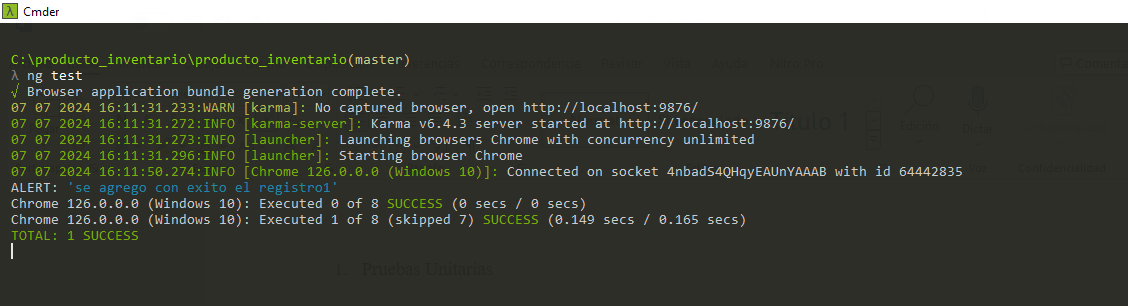 λ Cmder
C:\producto_inventario\producto_inventario(master)
λ ng test
√ Browser application bundle generation complete.
07 07 2024 16:11:31.233:WARN [karma]: No captured browser, open http://localhost:9876/
07 07 2024 16:11:31.272:INFO [karma-server]: Karma v6.4.3 server started at http://localhost:9876/
07 07 2024 16:11:31.273:INFO [launcher]: Launching browsers Chrome with concurrency unlimited
07 07 2024 16:11:31.296:INFO [launcher]: Starting browser Chrome
07 07 2024 16:11:50.274:INFO [Chrome 126.0.0.0 (Windows 10)]: Connected on socket 4nbadS4QHqyEAUnYAAAB with id 64442835
ALERT: 'se agrego con exito el registro1'
Chrome 126.0.0.0 (Windows 10): Executed 0 of 8 SUCCESS (0 secs / 0 secs)
Chrome 126.0.0.0 (Windows 10): Executed 1 of 8 (skipped 7) SUCCESS (0.149 secs / 0.165 secs)
TOTAL: 1 SUCCESS
1. Pruebas Unitarias